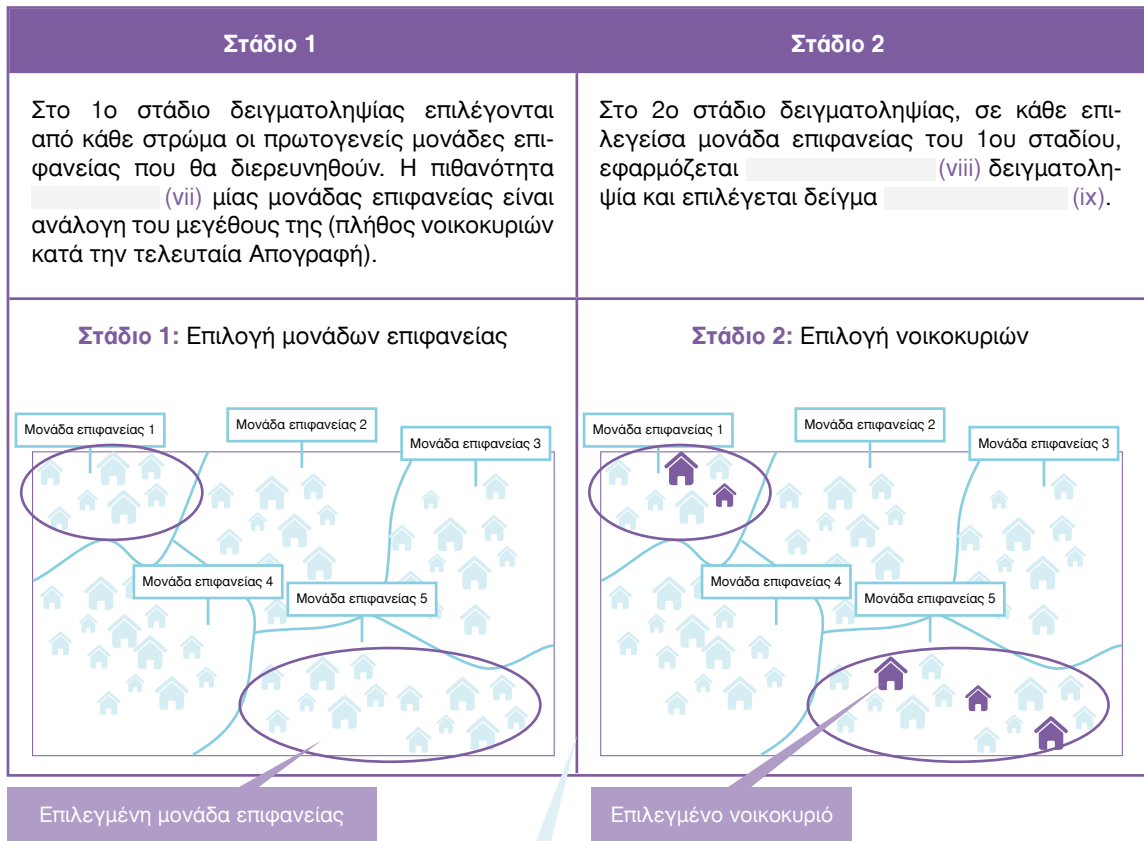 Στάδιο 1
Στάδιο 2
Στο 1ο στάδιο δειγματοληψίας επιλέγονται
από κάθε στρώμα οι πρωτογενείς μονάδες επι-
φανείας που θα διερευνηθούν. Η πιθανότητα
(vii) μίας μονάδας επιφανείας είναι
ανάλογη του μεγέθους της (πλήθος νοικοκυριών
κατά την τελευταία Απογραφή).
Στο 2ο στάδιο δειγματοληψίας, σε κάθε επι-
λεγείσα μονάδα επιφανείας του 1ου σταδίου,
εφαρμόζεται (viii) δειγματολη-
ψία και επιλέγεται δείγμα (ix).
Στάδιο 1: Επιλογή μονάδων επιφανείας
Μονάδα επιφανείας 1
Μονάδα επιφανείας 2
Μονάδα επιφανείας 3
Μονάδα επιφανείας 4
Μονάδα επιφανείας 5
Επιλεγμένη μονάδα επιφανείας
Στάδιο 2: Επιλογή νοικοκυριών
Μονάδα επιφανείας 1
Μονάδα επιφανείας 2
Μονάδα επιφανείας 3
Μονάδα επιφανείας 4
Μονάδα επιφανείας 5
Επιλεγμένο νοικοκυριό